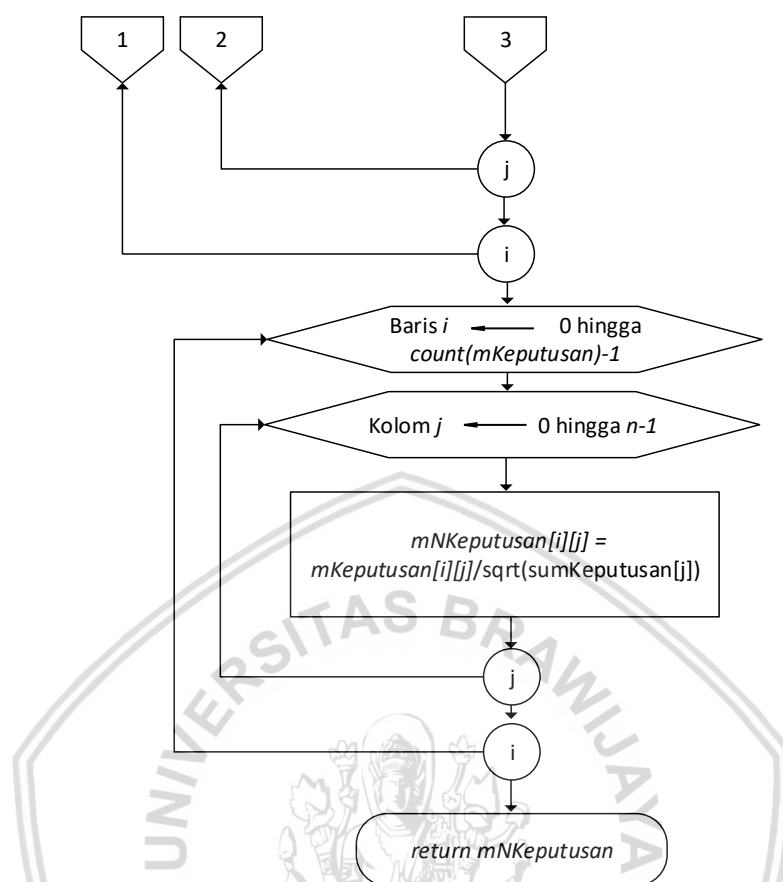 1
2
3
j
i
Baris i 0 hingga
count(mKeputusan)-1
Kolom j 0 hingga n-1
mNKeputusan[i][j] =
mKeputusan[i][j]/sqrt(sumKeputusan[j])
j
i
return mNKeputusan
UNIVERSITAS BRAWIJAYA